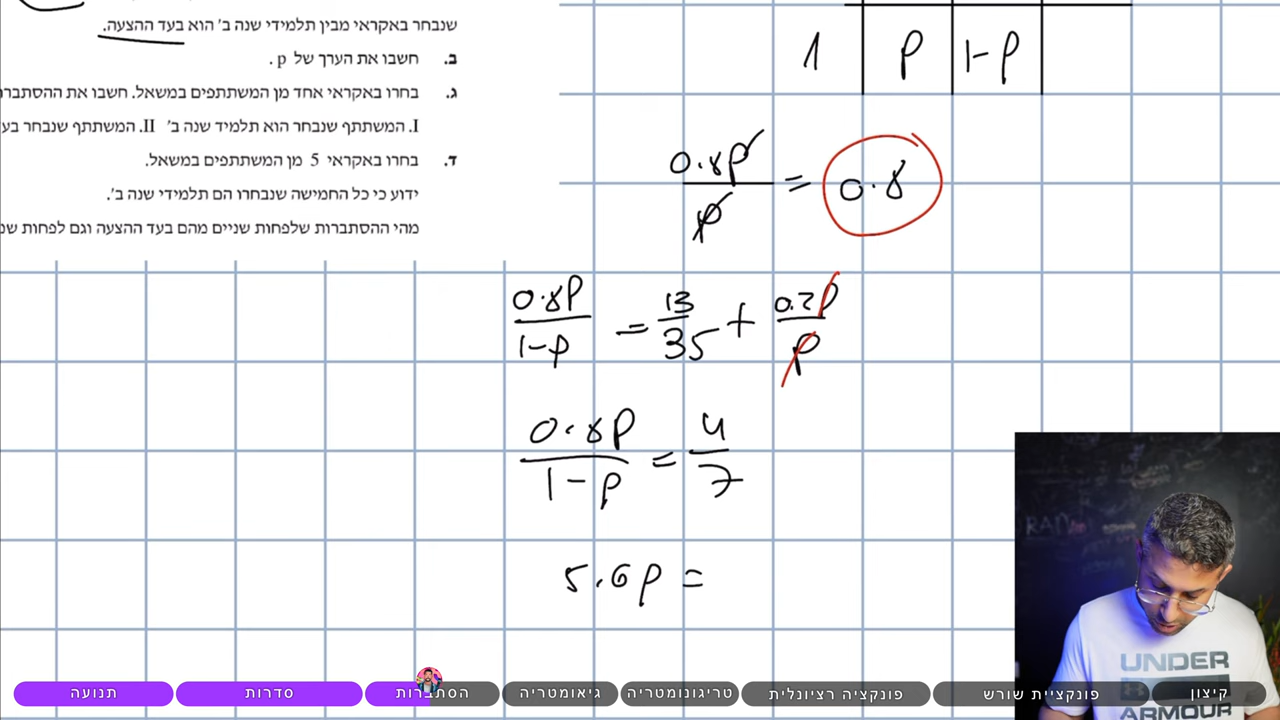 שנבחר באקראי מבין תלמידי שנה ב' הוא בעד ההצעה.
ב. חשבו את הערך של p .
ג. בחרו באקראי אחד מן המשתתפים במשאל. חשבו את ההסתברו
I. המשתתף שנבחר הוא תלמיד שנה ב' II. המשתתף שנבחר בע
ד. בחרו באקראי 5 מן המשתתפים במשאל.
ידוע כי כל החמישה שנבחרו הם תלמידי שנה ב'.
מהי ההסתברות שלפחות שניים מהם בעד ההצעה וגם לפחות שנ
1 p 1-p
0.8p/p = 0.8
0.8p/1-p = 13/35 + 0.2p/p
0.8p/1-p = 4/7
5.6p =
UNDER
ARMOUR
תנועה
סדרות
גיאומטריה
טריגונומטריה
פונקציה רציונלית
פונקציית שורש
קיצון